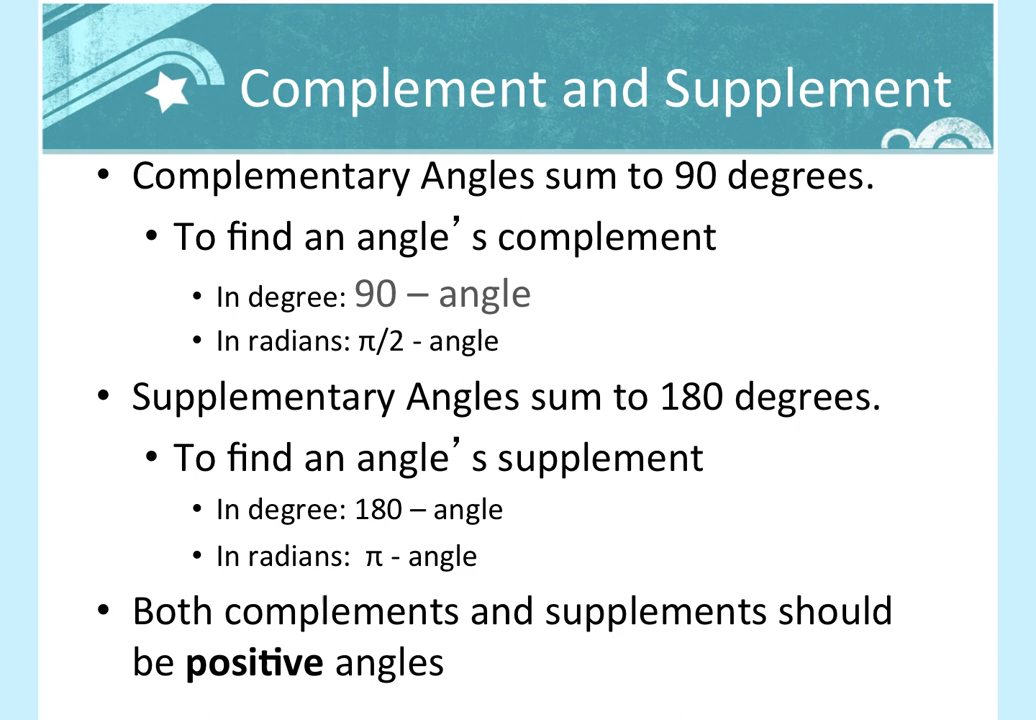 Complement and Supplement
• Complementary Angles sum to 90 degrees.
• To find an angle’ s complement
• In degree: 90 – angle
• In radians: π/2 - angle
• Supplementary Angles sum to 180 degrees.
• To find an angle’ s supplement
• In degree: 180 – angle
• In radians:  π - angle
• Both complements and supplements should
be positive angles